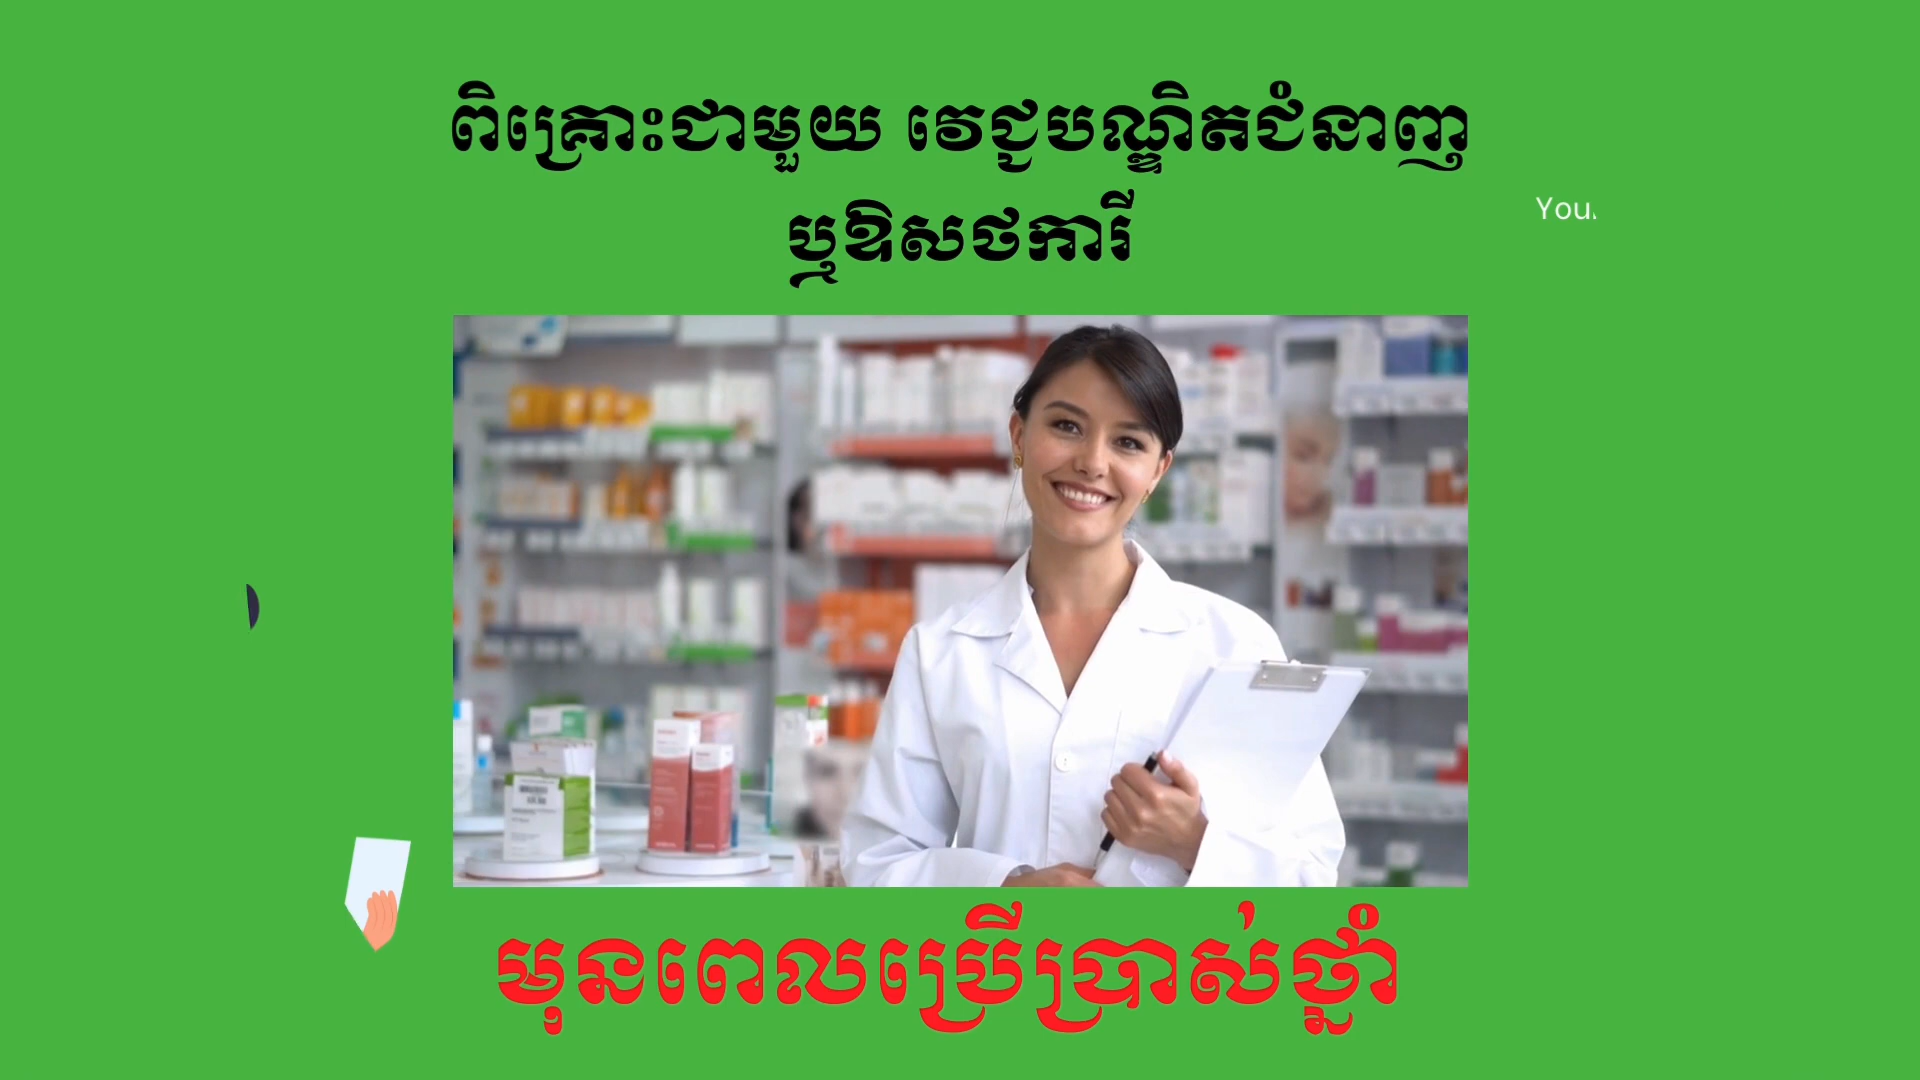 ពិគ្រោះជាមួយ វេជ្ជបណ្ឌិតជំនាញ
ឬឱសថការី
You
មុនពេលប្រើប្រាស់ថ្នាំ